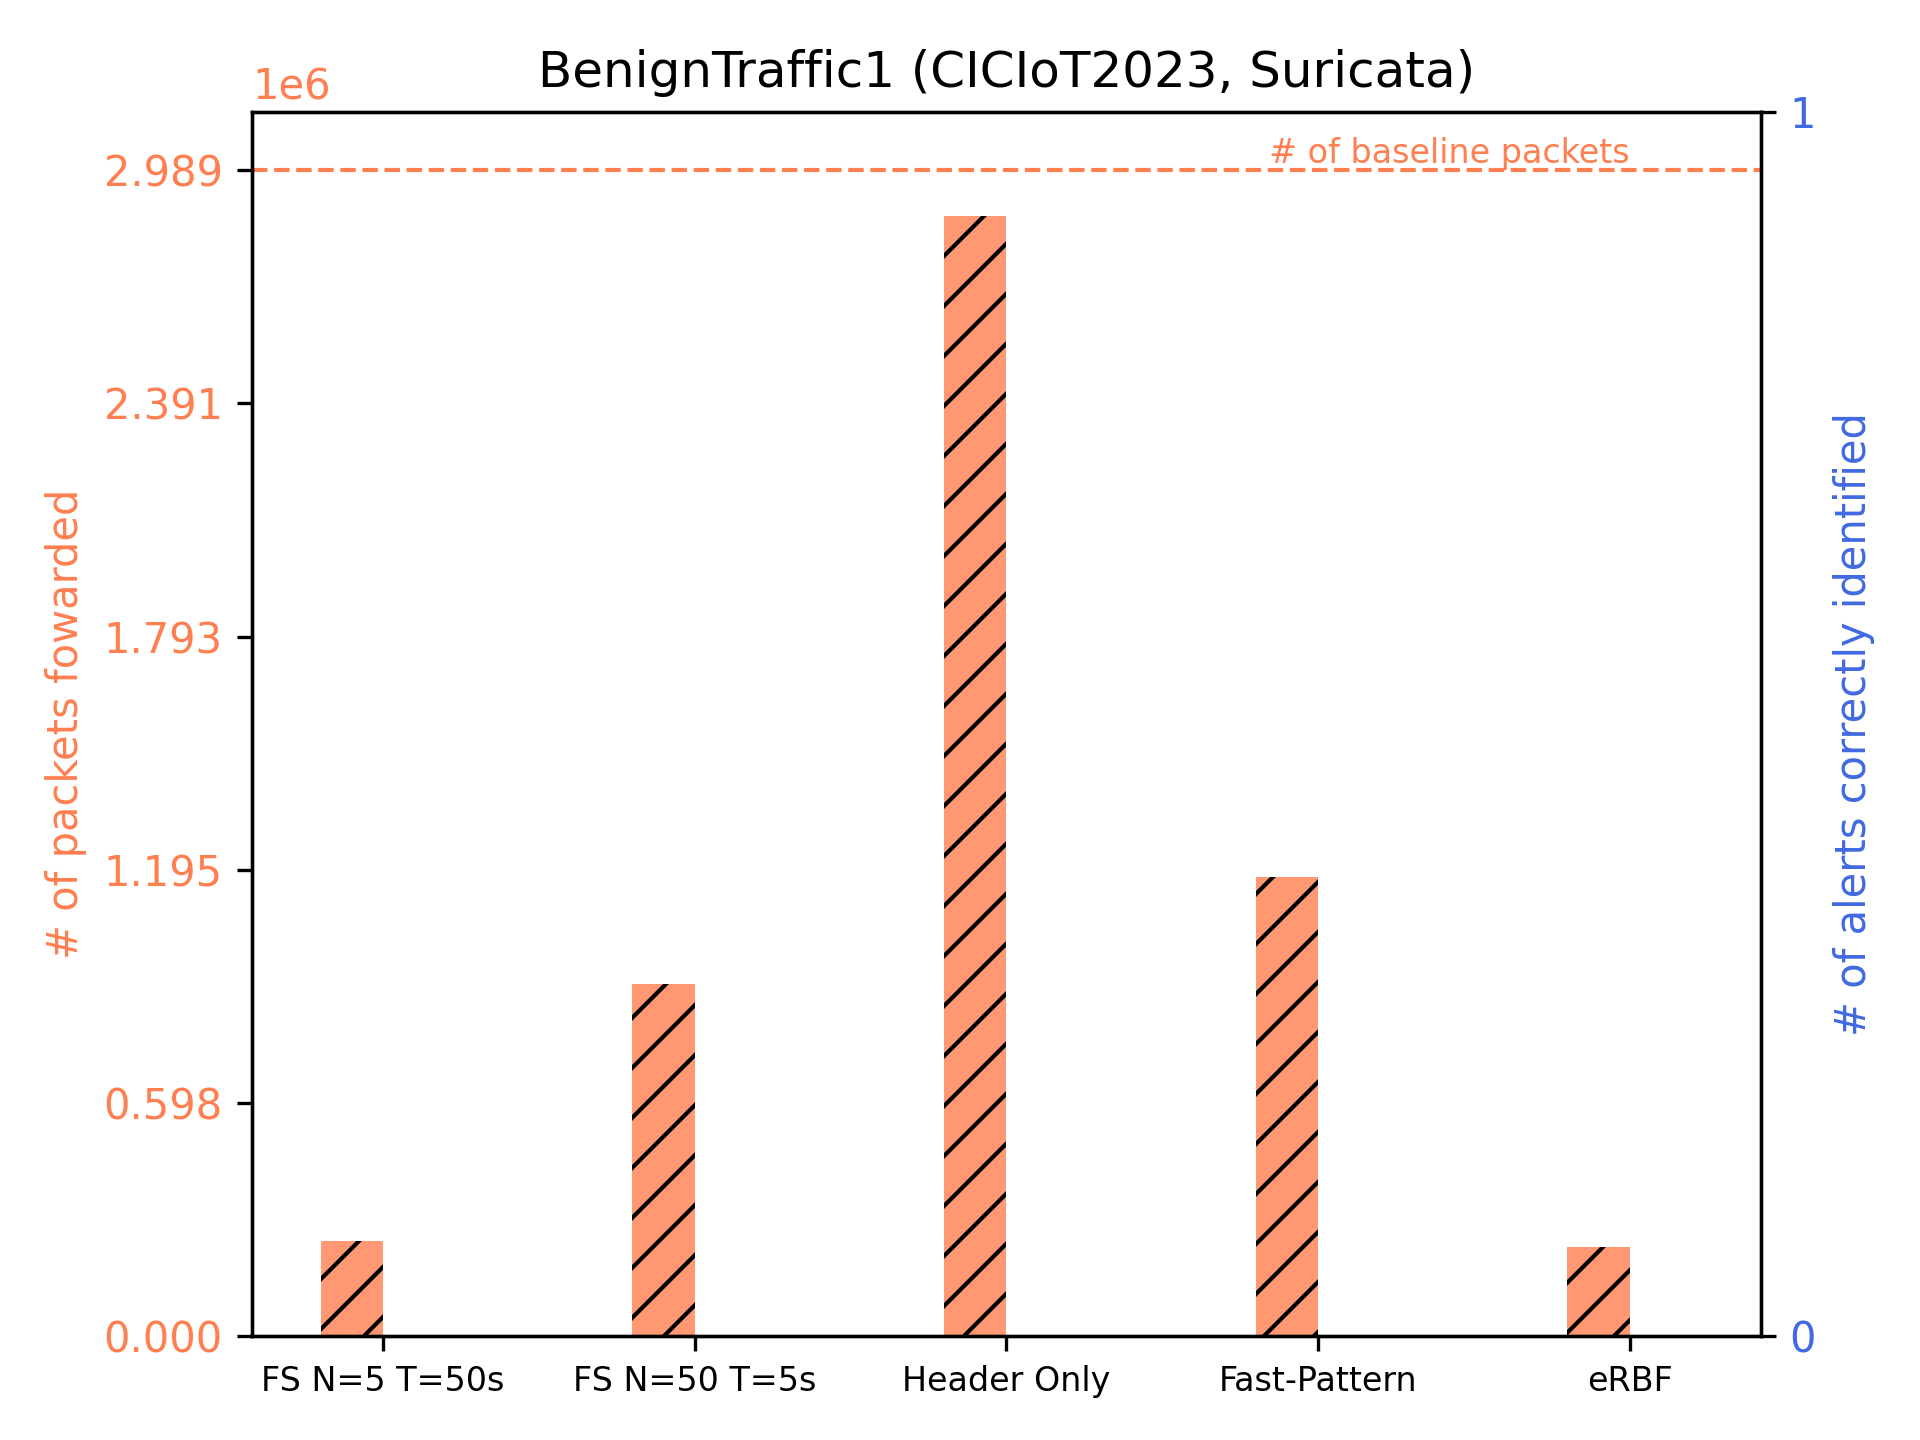 BenignTraffic1 (CICIoT2023, Suricata)
1e6
# of baseline packets
2.989
2.391
1.793
1.195
0.598
0.000
# of packets fowarded
1
0
# of alerts correctly identified
FS N=5 T=50s
FS N=50 T=5s
Header Only
Fast-Pattern
eRBF